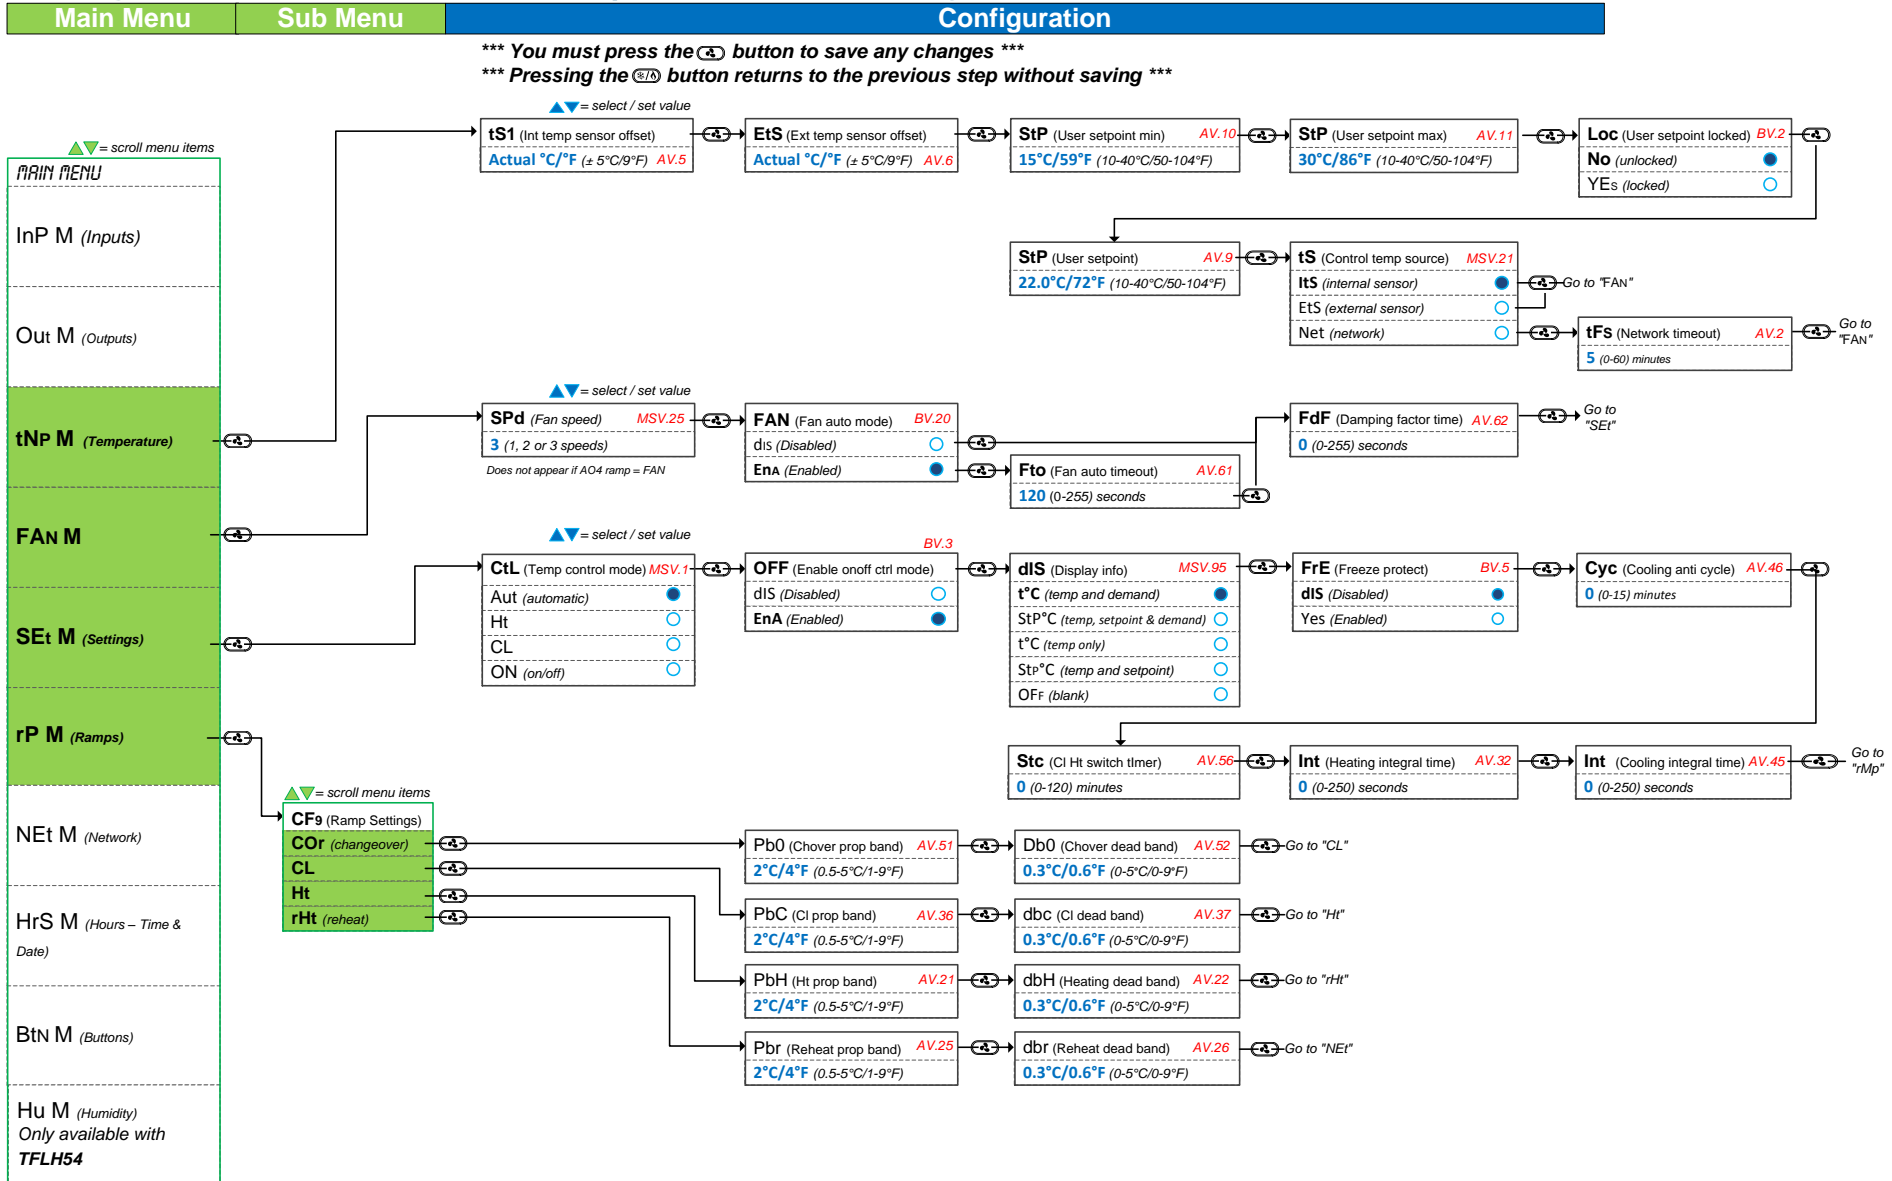 Main Menu
Sub Menu
Configuration
*** You must press the button to save any changes ***
*** Pressing the button returns to the previous step without saving ***
= select / set value
tS1 (Int temp sensor offset)
Actual °C/°F (± 5°C/9°F) AV.5
EtS (Ext temp sensor offset)
Actual °C/°F (± 5°C/9°F) AV.6
StP (User setpoint min) AV.10
15°C/59°F (10-40°C/50-104°F)
StP (User setpoint max) AV.11
30°C/86°F (10-40°C/50-104°F)
Loc (User setpoint locked) BV.2
No (unlocked)
YEs (locked)
StP (User setpoint) AV.9
22.0°C/72°F (10-40°C/50-104°F)
tS (Control temp source) MSV.21
ItS (internal sensor)
Go to "FAN"
EtS (external sensor)
Net (network)
tFs (Network timeout) AV.2
5 (0-60) minutes
Go to
"FAN"
= scroll menu items
MAIN MENU
InP M (Inputs)
Out M (Outputs)
tNP M (Temperature)
FAN M
SEt M (Settings)
rP M (Ramps)
NEt M (Network)
HrS M (Hours – Time &
Date)
BtN M (Buttons)
Hu M (Humidity)
Only available with
TFLH54
= select / set value
SPd (Fan speed) MSV.25
3 (1, 2 or 3 speeds)
Does not appear if AO4 ramp = FAN
FAN (Fan auto mode) BV.20
dIs (Disabled)
ENA (Enabled)
Fto (Fan auto timeout) AV.61
120 (0-255) seconds
FdF (Damping factor time) AV.62
0 (0-255) seconds
Go to
"SEt"
= select / set value
CtL (Temp control mode) MSV.1
Aut (automatic)
Ht
CL
ON (on/off)
BV.3
OFF (Enable onoff ctrl mode)
dIS (Disabled)
EnA (Enabled)
dIS (Display info) MSV.95
t°C (temp and demand)
StP°C (temp, setpoint & demand)
t°C (temp only)
StP°C (temp and setpoint)
OFF (blank)
FrE (Freeze protect) BV.5
dIS (Disabled)
Yes (Enabled)
Cyc (Cooling anti cycle) AV.46
0 (0-15) minutes
Stc (Cl Ht switch tImer) AV.56
0 (0-120) minutes
Int (Heating integral time) AV.32
0 (0-250) seconds
Int (Cooling integral time) AV.45
0 (0-250) seconds
Go to
"rMp"
= scroll menu items
CF9 (Ramp Settings)
COr (changeover)
CL
Ht
rHt (reheat)
Pb0 (Chover prop band) AV.51
2°C/4°F (0.5-5°C/1-9°F)
Db0 (Chover dead band) AV.52
0.3°C/0.6°F (0-5°C/0-9°F)
Go to "CL"
PbC (Cl prop band) AV.36
2°C/4°F (0.5-5°C/1-9°F)
dbc (Cl dead band) AV.37
0.3°C/0.6°F (0-5°C/0-9°F)
Go to "Ht"
PbH (Ht prop band) AV.21
2°C/4°F (0.5-5°C/1-9°F)
dbH (Heating dead band) AV.22
0.3°C/0.6°F (0-5°C/0-9°F)
Go to "rHt"
Pbr (Reheat prop band) AV.25
2°C/4°F (0.5-5°C/1-9°F)
dbr (Reheat dead band) AV.26
0.3°C/0.6°F (0-5°C/0-9°F)
Go to "NEt"